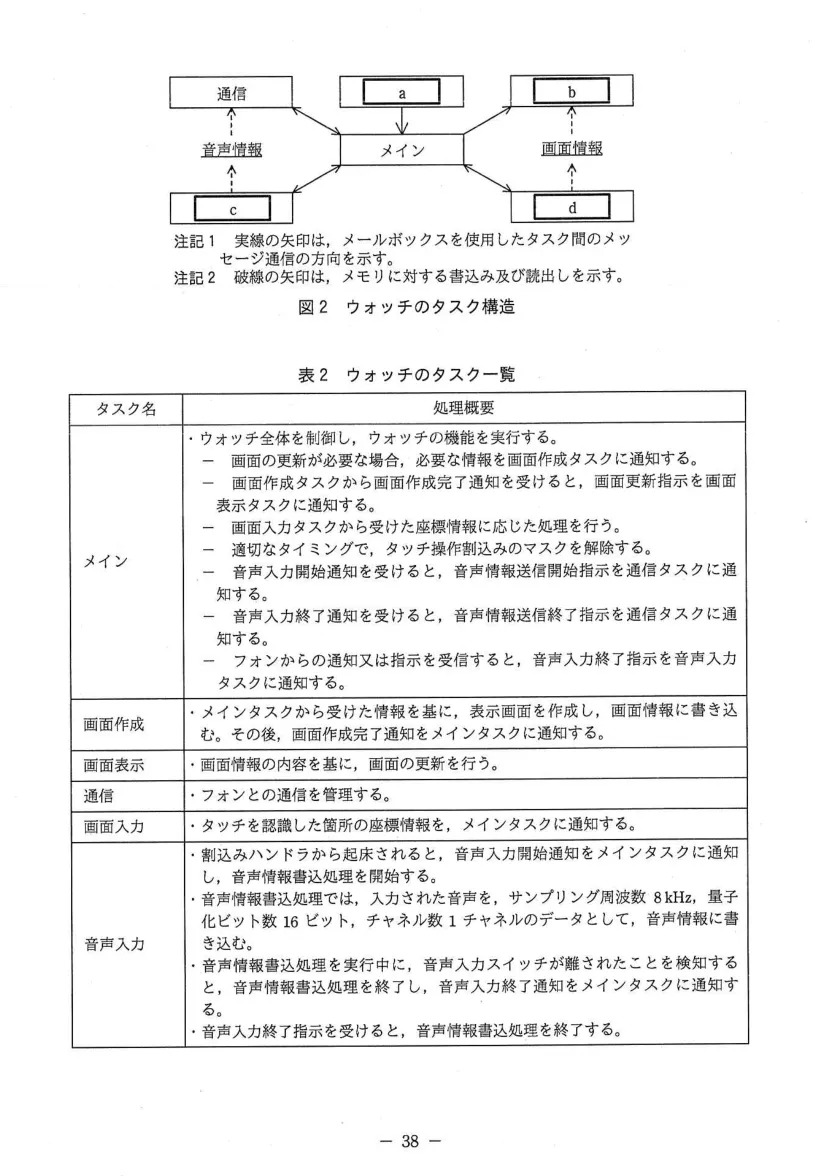 通信
a
b
音声情報
メイン
画面情報
c
d
注記1 実線の矢印は，メールボックスを使用したタスク間のメッ
セージ通信の方向を示す。
注記2 破線の矢印は，メモリに対する書込み及び読出しを示す。
図2 ウォッチのタスク構造
表2 ウォッチのタスク一覧
タスク名 処理概要
メイン
・ウォッチ全体を制御し，ウォッチの機能を実行する。
－ 画面の更新が必要な場合，必要な情報を画面作成タスクに通知する。
－ 画面作成タスクから画面作成完了通知を受けると，画面更新指示を画面
表示タスクに通知する。
－ 画面入力タスクから受けた座標情報に応じた処理を行う。
－ 適切なタイミングで，タッチ操作割込みのマスクを解除する。
－ 音声入力開始通知を受けると，音声情報送信開始指示を通信タスクに通
知する。
－ 音声入力終了通知を受けると，音声情報送信終了指示を通信タスクに通
知する。
－ フォンからの通知又は指示を受信すると，音声入力終了指示を音声入力
タスクに通知する。
画面作成
・メインタスクから受けた情報を基に，表示画面を作成し，画面情報に書き込
む。その後，画面作成完了通知をメインタスクに通知する。
画面表示 ・画面情報の内容を基に，画面の更新を行う。
通信 ・フォンとの通信を管理する。
画面入力 ・タッチを認識した箇所の座標情報を，メインタスクに通知する。
音声入力
・割込みハンドラから起床されると，音声入力開始通知をメインタスクに通知
し，音声情報書込処理を開始する。
・音声情報書込処理では，入力された音声を，サンプリング周波数 8 kHz，量子
化ビット数 16 ビット，チャネル数 1 チャネルのデータとして，音声情報に書
き込む。
・音声情報書込処理を実行中に，音声入力スイッチが離されたことを検知する
と，音声情報書込処理を終了し，音声入力終了通知をメインタスクに通知す
る。
・音声入力終了指示を受けると，音声情報書込処理を終了する。
－ 38 －